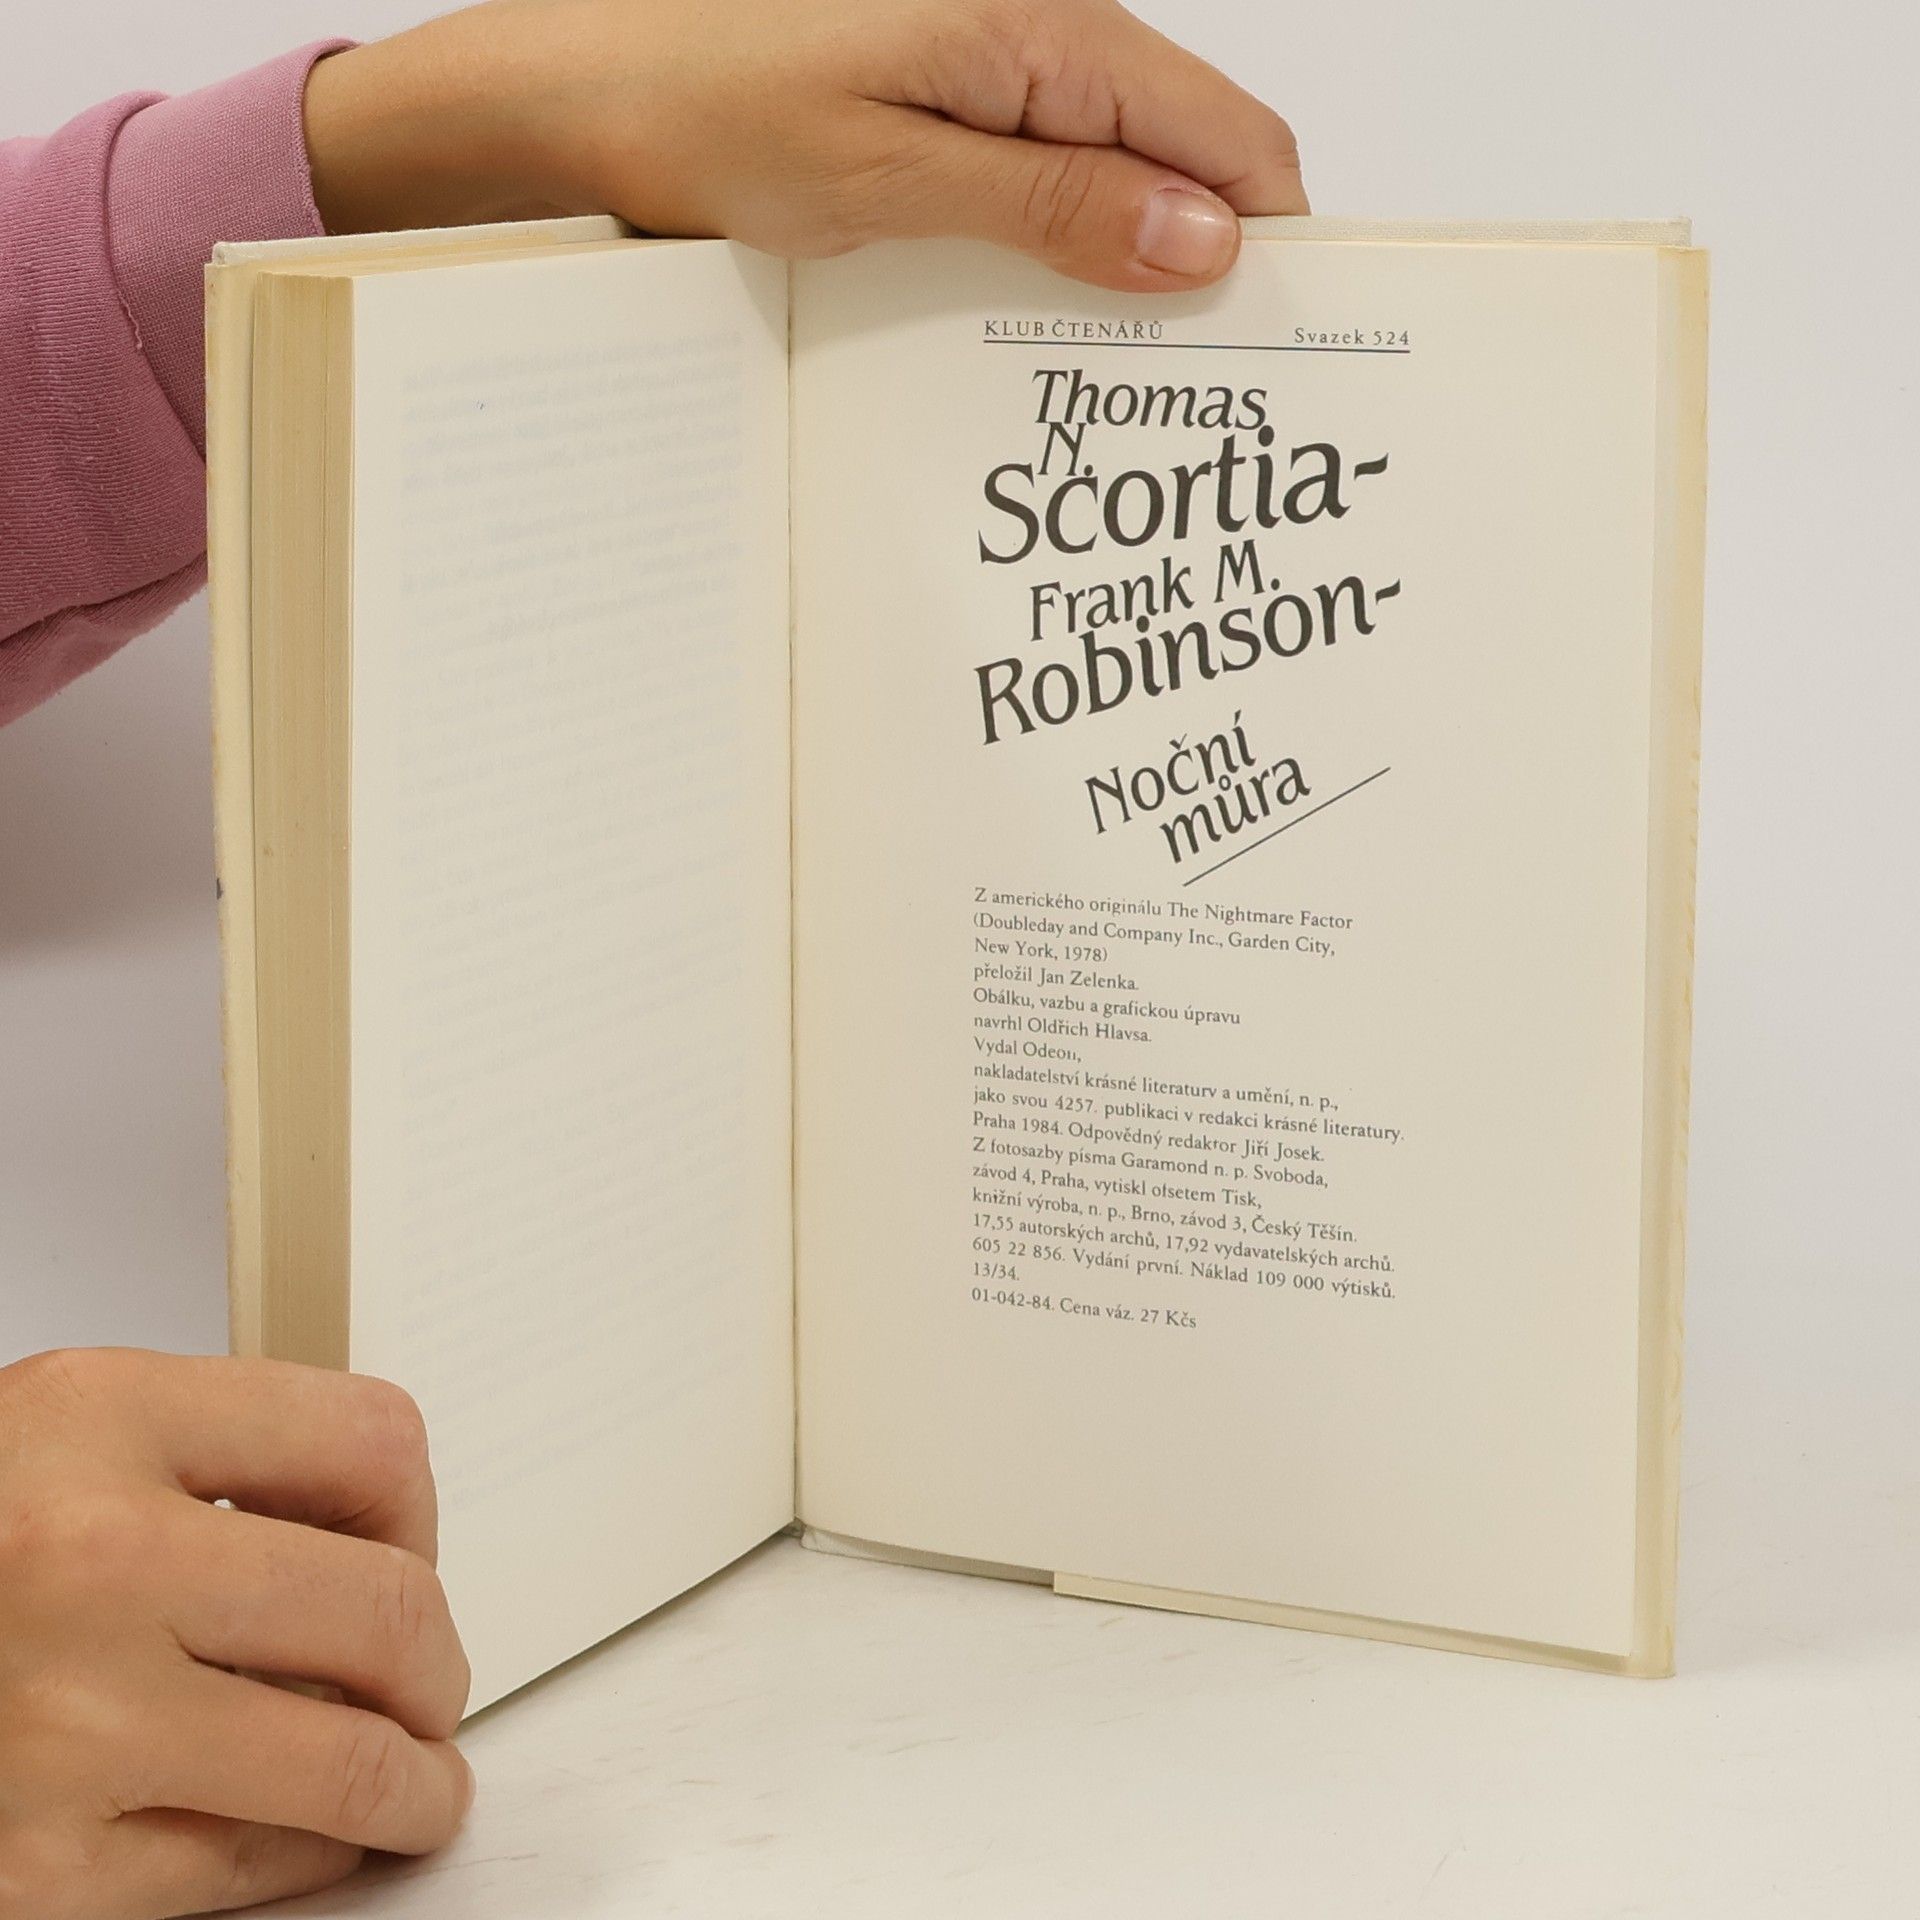 KLUB ČTENÁŘŮ Svazek 524
Thomas
N.
Scortia-
Frank M.
Robinson-
Noční
můra
Z amerického originálu The Nightmare Factor
(Doubleday and Company Inc., Garden City,
New York, 1978)
přeložil Jan Zelenka.
Obálku, vazbu a grafickou úpravu
navrhl Oldřich Hlavsa.
Vydal Odeon,
nakladatelství krásné literatury a umění, n. p.,
jako svou 4257. publikaci v redakci krásné literatury.
Praha 1984. Odpovědný redaktor Jiří Josek.
Z fotosazby písma Garamond n. p. Svoboda,
závod 4, Praha, vytiskl ofsetem Tisk,
knižní výroba, n. p., Brno, závod 3, Český Těšín.
17,55 autorských archů, 17,92 vydavatelských archů.
605 22 856. Vydání první. Náklad 109 000 výtisků.
13/34.
01-042-84. Cena váz. 27 Kčs